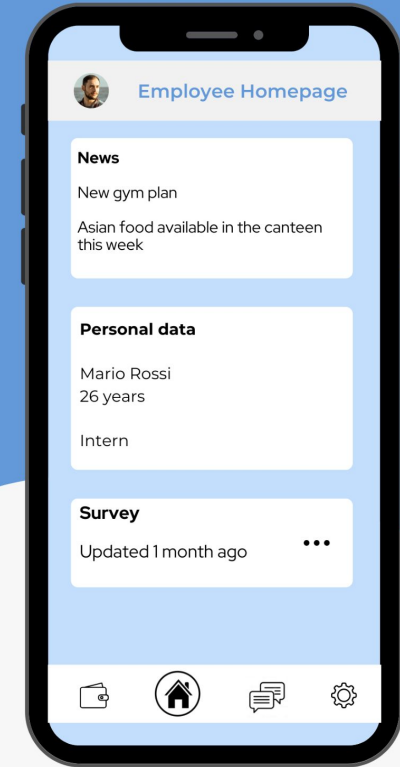 Employee Homepage
News
New gym plan
Asian food available in the canteen
this week
Personal data
Mario Rossi
26 years
Intern
Survey
Updated 1 month ago